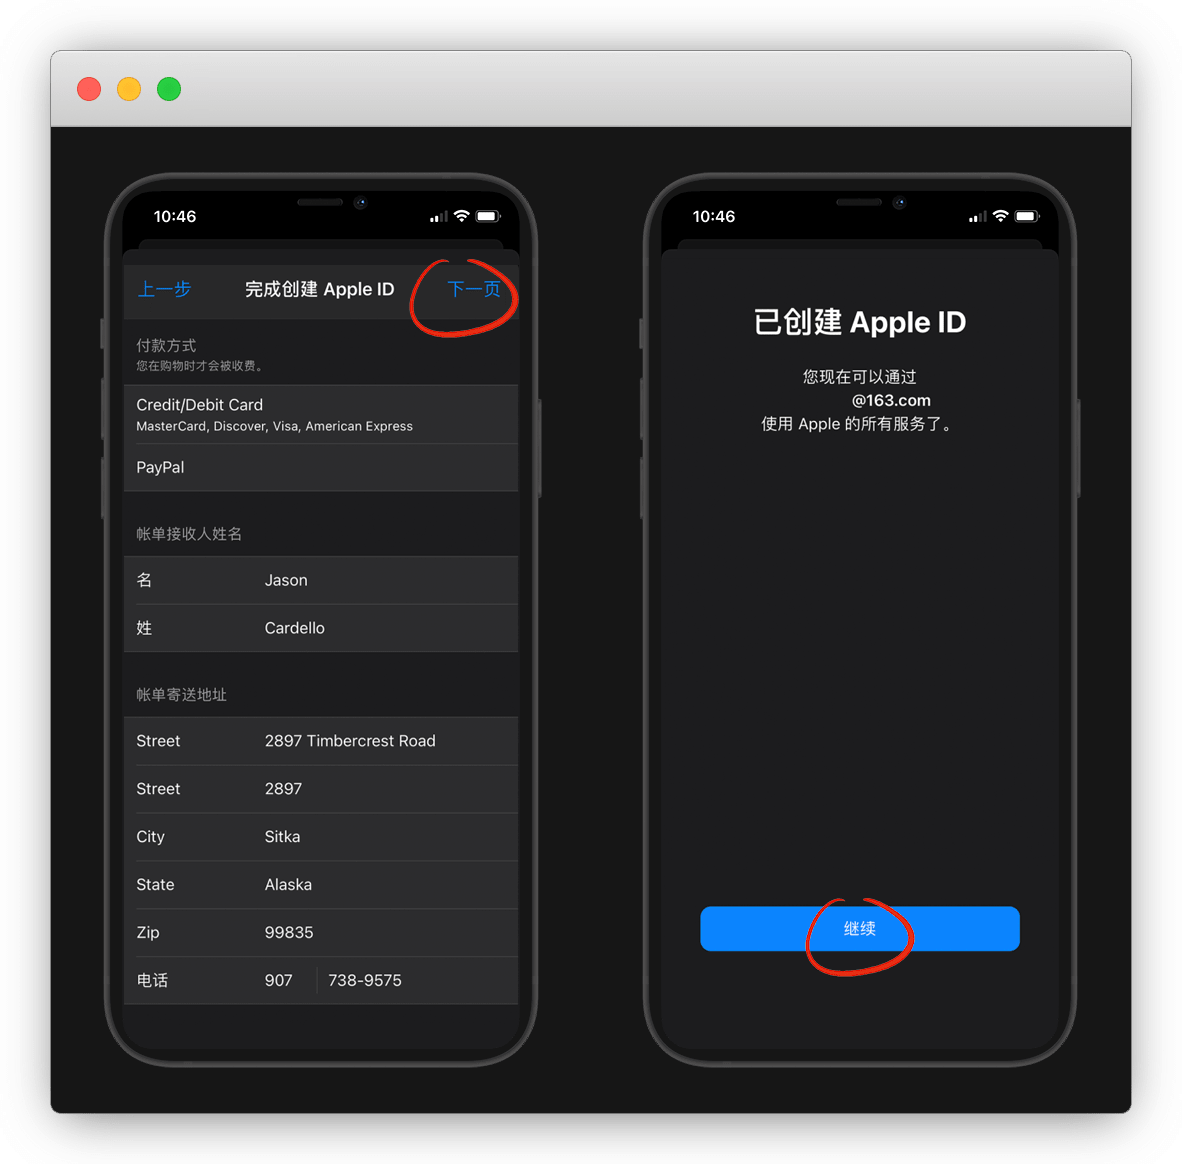 10:46
上一步 完成创建 Apple ID 下一页
付款方式
您在购物时才会被收费。
Credit/Debit Card
MasterCard, Discover, Visa, American Express
PayPal
帐单接收人姓名
名 Jason
姓 Cardello
帐单寄送地址
Street 2897 Timbercrest Road
Street 2897
City Sitka
State Alaska
Zip 99835
电话 907 738-9575
10:46
已创建 Apple ID
您现在可以通过
@163.com
使用 Apple 的所有服务了。
继续